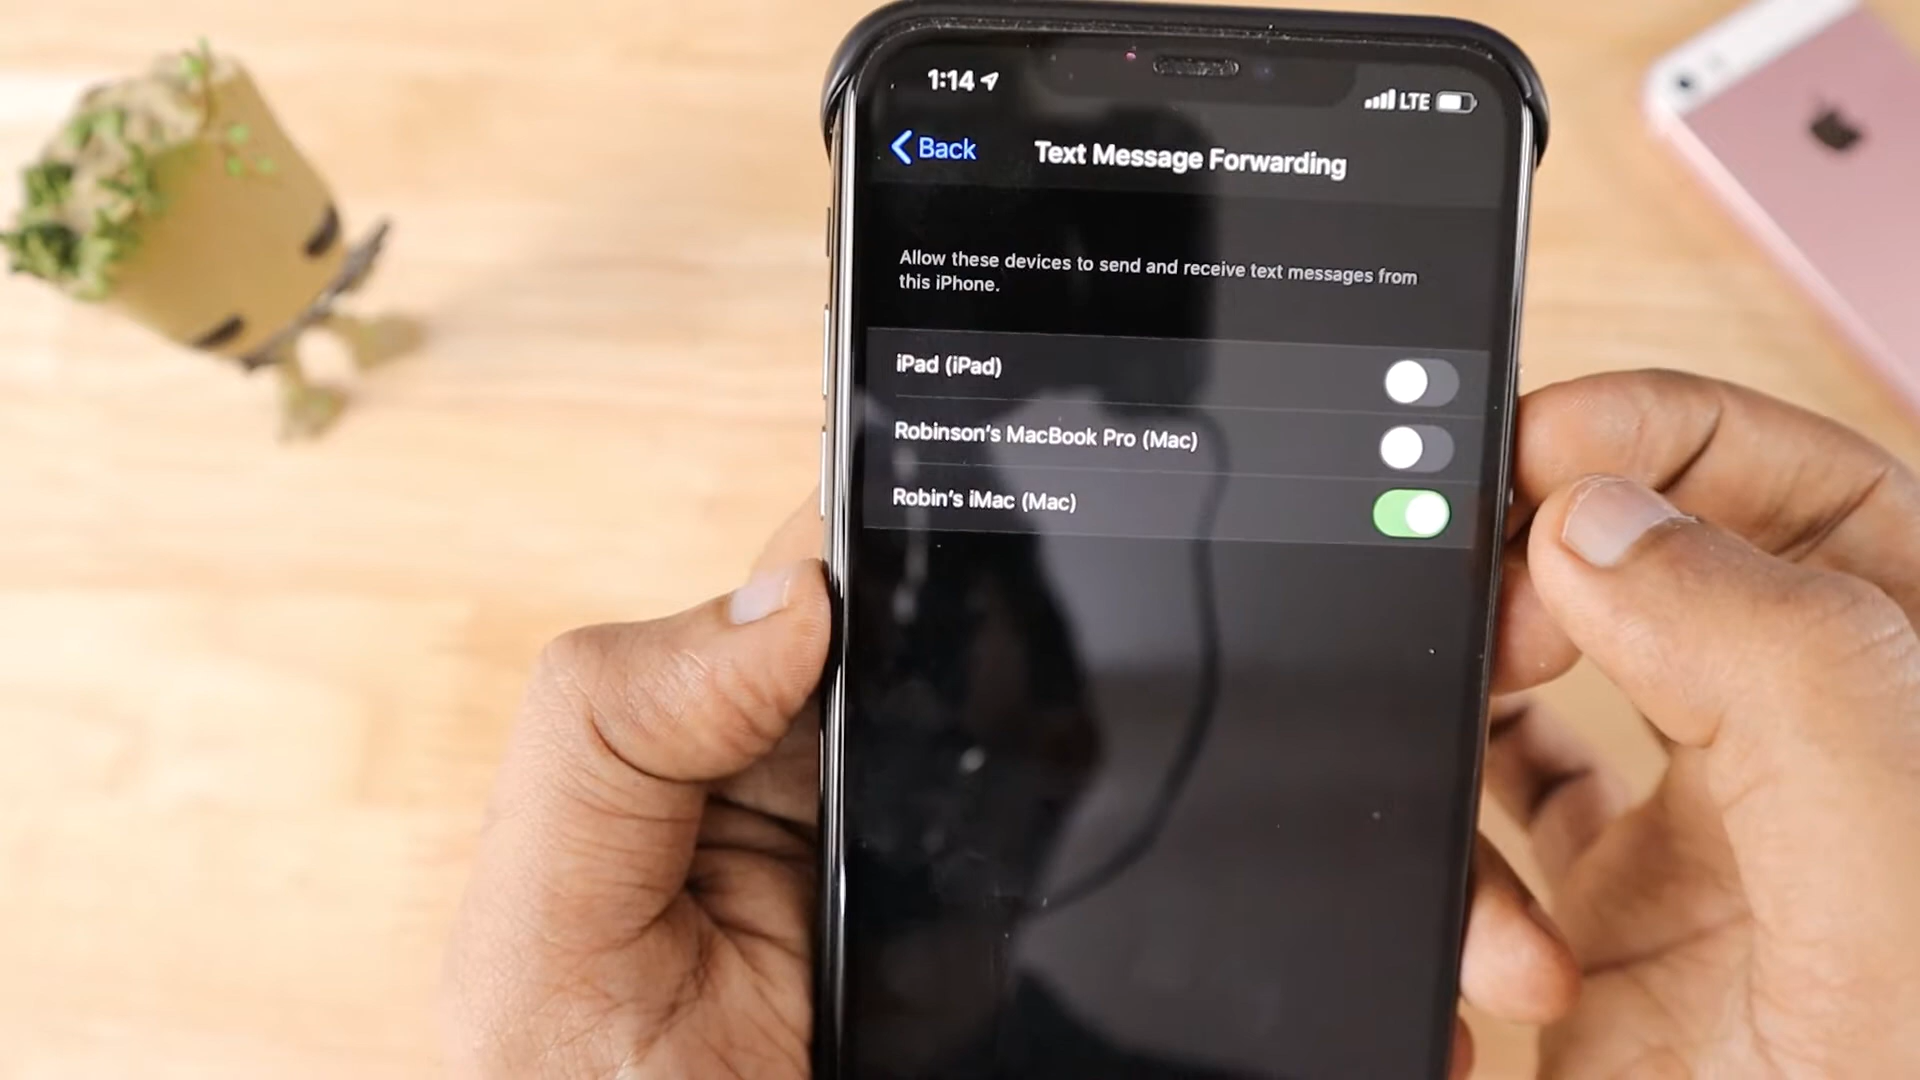 1:14
LTE
Back
Text Message Forwarding
Allow these devices to send and receive text messages from
this iPhone.
iPad (iPad)
Robinson's MacBook Pro (Mac)
Robin's iMac (Mac)